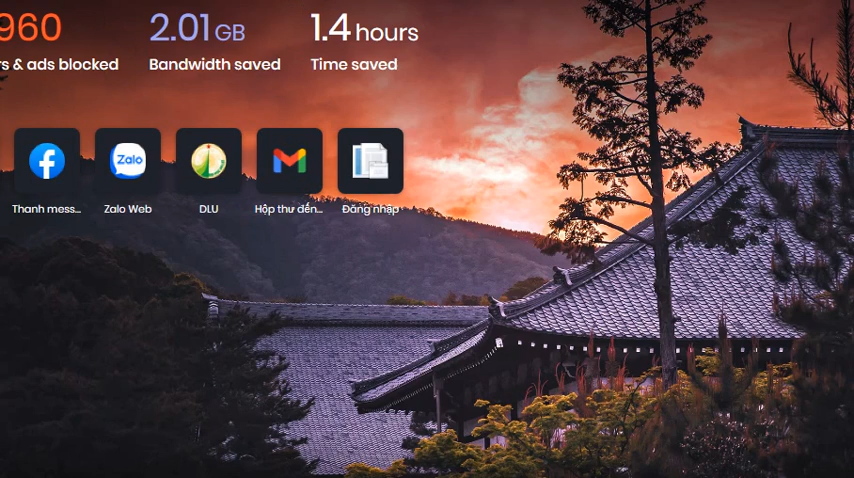 960
2.01 GB
1.4 hours
rs & ads blocked
Bandwidth saved
Time saved
Zalo
Thanh mess...
Zalo Web
DLU
Hộp thư đến...
Đăng nhập